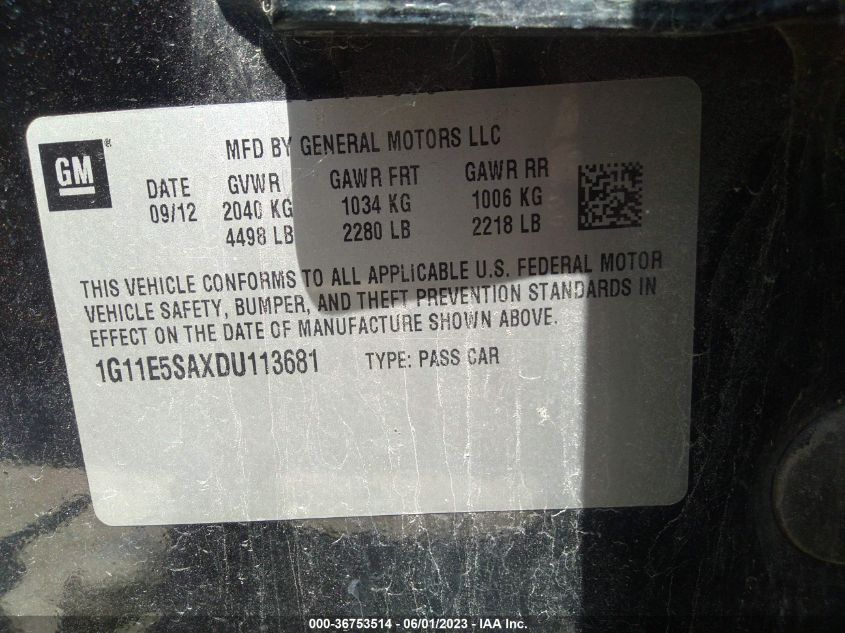 MFD BY GENERAL MOTORS LLC
GM ®
DATE GVWR GAWR FRT GAWR RR
09/12 2040 KG 1034 KG 1006 KG
4498 LB 2280 LB 2218 LB
THIS VEHICLE CONFORMS TO ALL APPLICABLE U.S. FEDERAL MOTOR
VEHICLE SAFETY, BUMPER, AND THEFT PREVENTION STANDARDS IN
EFFECT ON THE DATE OF MANUFACTURE SHOWN ABOVE.
1G11E5SAXDU113681 TYPE: PASS CAR
000-36753514 - 06/01/2023 - IAA Inc.